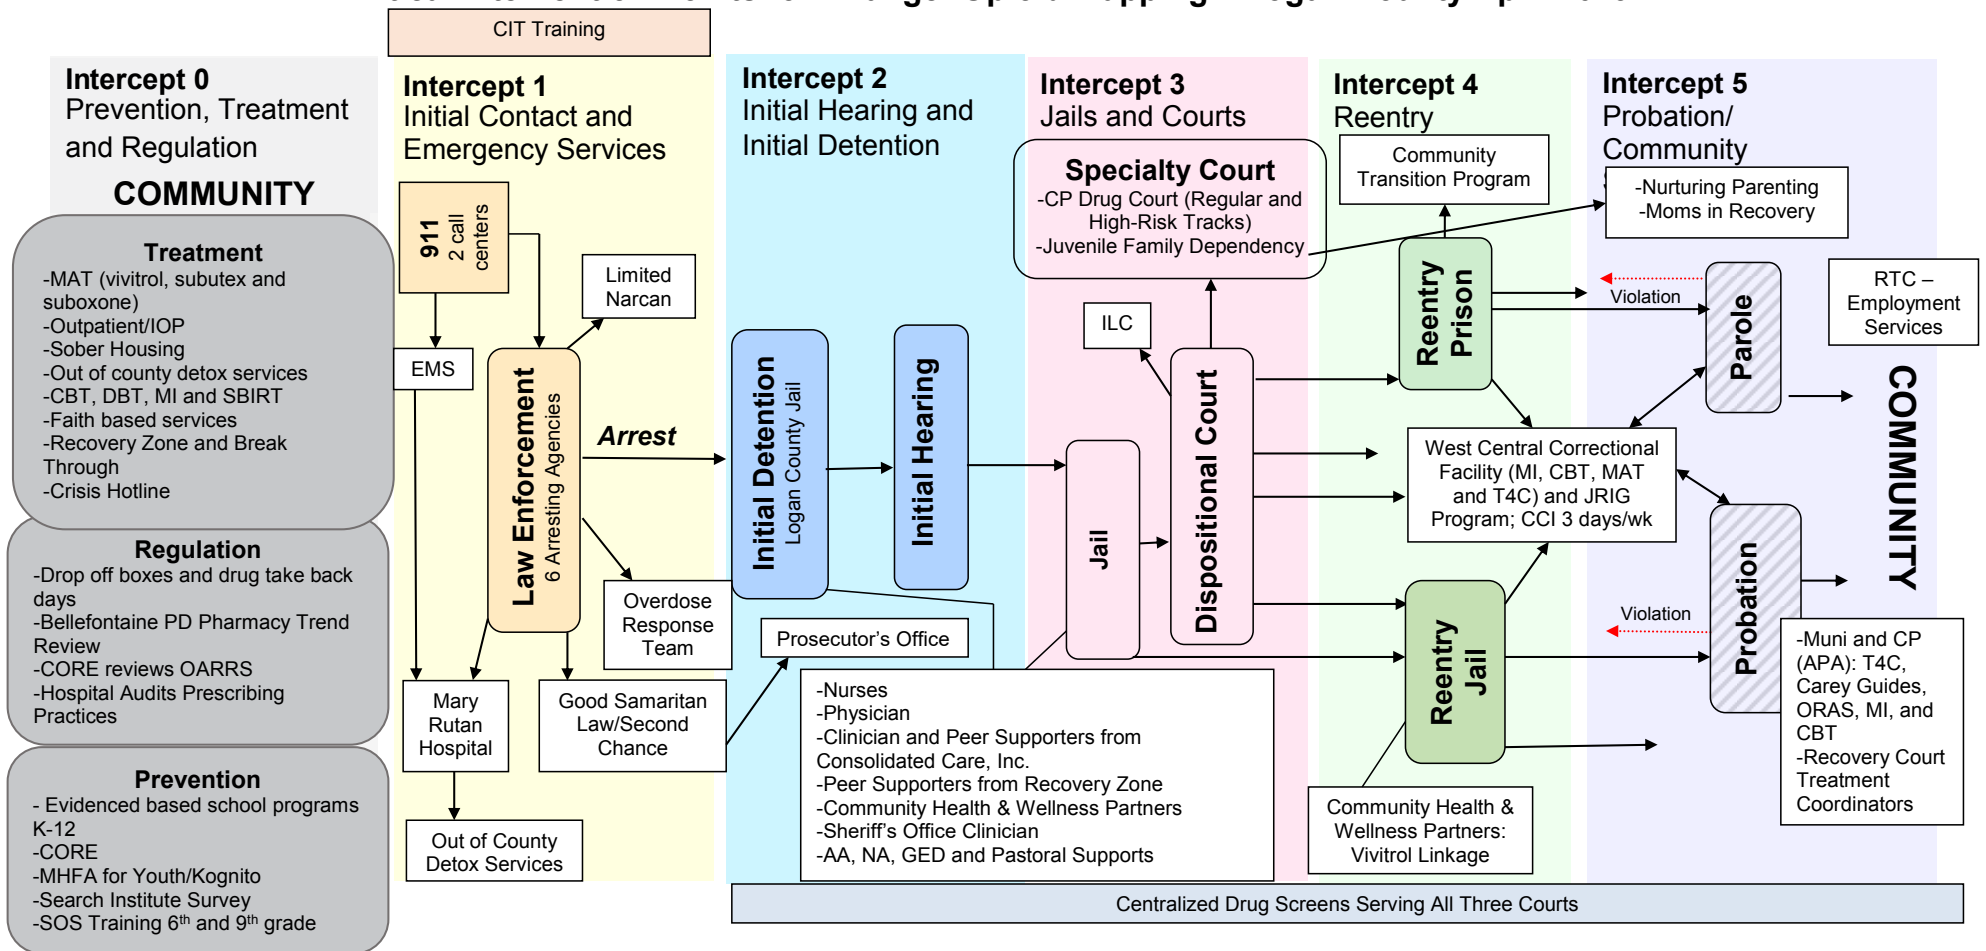 CIT Training
Intercept 0
Prevention, Treatment
and Regulation
COMMUNITY
Treatment
-MAT (vivitrol, subutex and
suboxone)
-Outpatient/IOP
-Sober Housing
-Out of county detox services
-CBT, DBT, MI and SBIRT
-Faith based services
-Recovery Zone and Break
Through
-Crisis Hotline
Regulation
-Drop off boxes and drug take back
days
-Bellefontaine PD Pharmacy Trend
Review
-CORE reviews OARRS
-Hospital Audits Prescribing
Practices
Prevention
- Evidenced based school programs
K-12
-CORE
-MHFA for Youth/Kognito
-Search Institute Survey
-SOS Training 6th and 9th grade
Intercept 1
Initial Contact and
Emergency Services
911
2 call
centers
Limited
Narcan
EMS
Law Enforcement
6 Arresting Agencies
Arrest
Overdose
Response
Team
Mary
Rutan
Hospital
Good Samaritan
Law/Second
Chance
Out of County
Detox Services
Intercept 2
Initial Hearing and
Initial Detention
Initial Detention
Logan County Jail
Initial Hearing
Prosecutor's Office
-Nurses
-Physician
-Clinician and Peer Supporters from
Consolidated Care, Inc.
-Peer Supporters from Recovery Zone
-Community Health & Wellness Partners
-Sheriff's Office Clinician
-AA, NA, GED and Pastoral Supports
Intercept 3
Jails and Courts
Specialty Court
-CP Drug Court (Regular and
High-Risk Tracks)
-Juvenile Family Dependency
ILC
Jail
Dispositional Court
Intercept 4
Reentry
Community
Transition Program
Reentry
Prison
West Central Correctional
Facility (MI, CBT, MAT
and T4C) and JRIG
Program; CCI 3 days/wk
Reentry
Jail
Community Health &
Wellness Partners:
Vivitrol Linkage
Intercept 5
Probation/
Community
-Nurturing Parenting
-Moms in Recovery
Violation
Parole
RTC –
Employment
Services
COMMUNITY
Violation
Probation
-Muni and CP
(APA): T4C,
Carey Guides,
ORAS, MI, and
CBT
-Recovery Court
Treatment
Coordinators
Centralized Drug Screens Serving All Three Courts